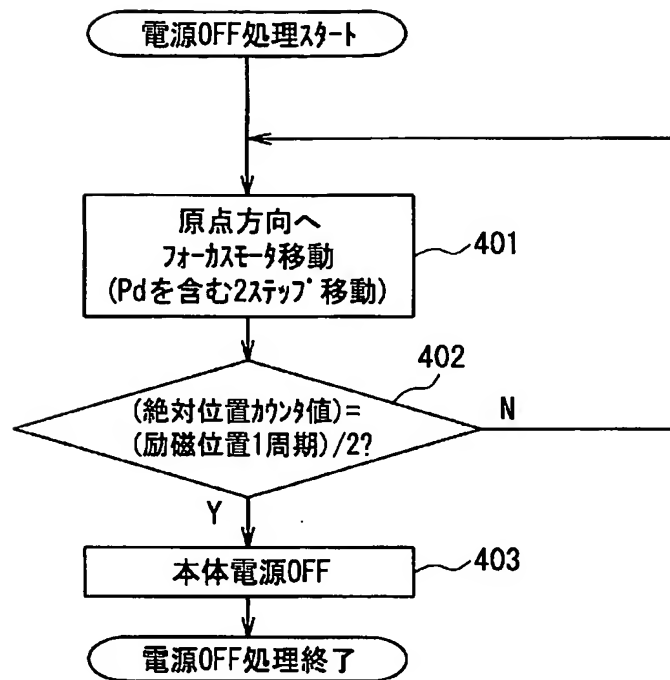 電源OFF処理ｽﾀｰﾄ
原点方向へ
ﾌｫｰｶｽﾓｰﾀ移動
(Pdを含む2ｽﾃｯﾌﾟ移動)
401
402
(絶対位置ｶｳﾝﾀ値)=
(励磁位置1周期)/2?
N
Y
本体電源OFF
403
電源OFF処理終了